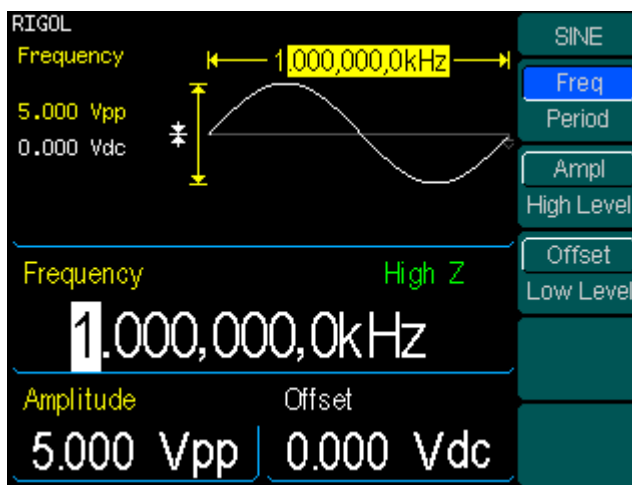 RIGOL
Frequency
1.000,000,0kHz
5.000 Vpp
0.000 Vdc
Frequency
High Z
1.000,000,0kHz
Amplitude
Offset
5.000 Vpp
0.000 Vdc
SINE
Freq
Period
Ampl
High Level
Offset
Low Level